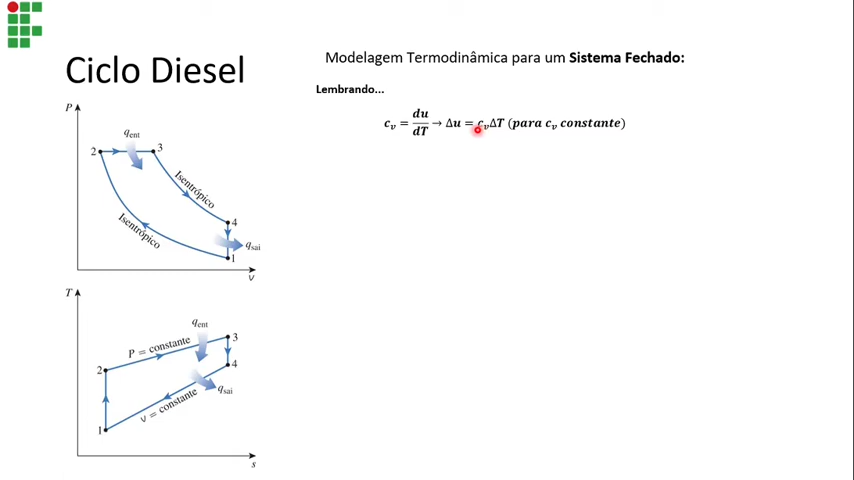 Ciclo Diesel
Modelagem Termodinâmica para um Sistema Fechado:
Lembrando...
c_v = du/dT → Δu = c_vΔT (para c_v constante)
P
q_ent
2
3
Isentrópico
Isentrópico
4
q_sai
1
v
T
q_ent
P = constante
3
2
4
q_sai
v = constante
1
s